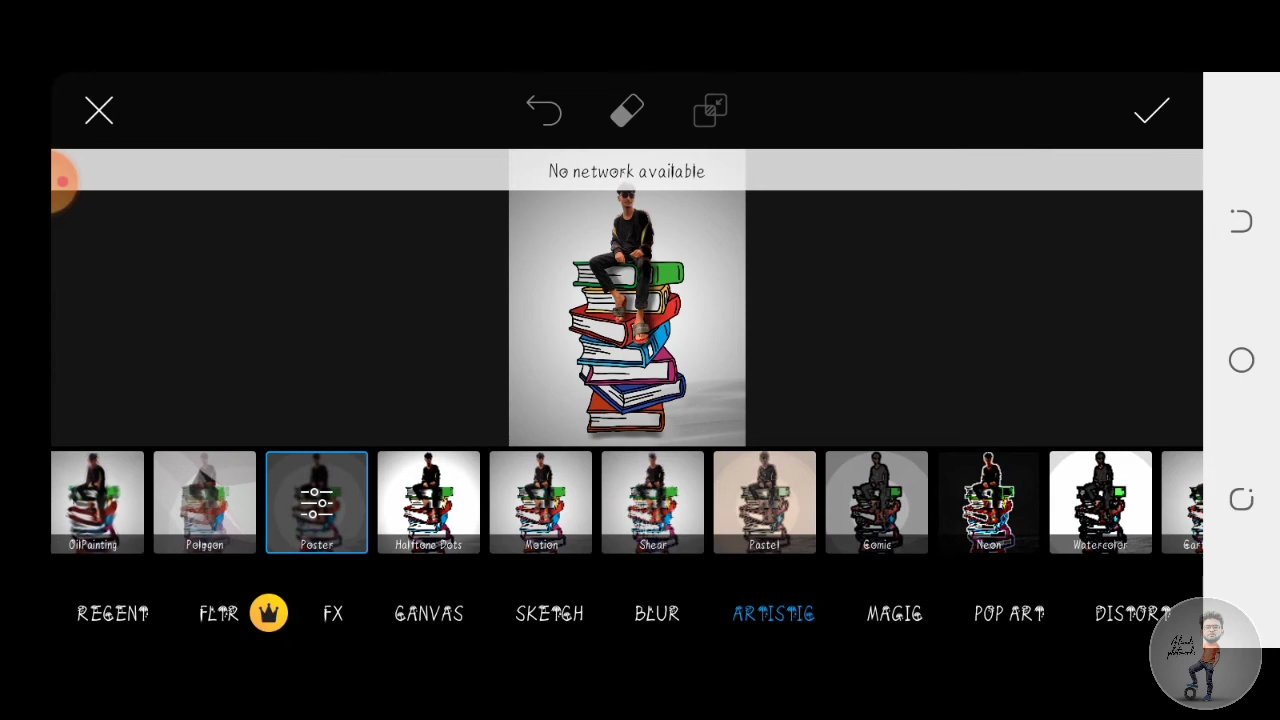 No network available
OilPainting
Polygon
Poster
Halftone Dots
Motion
Shear
Pastel
Comic
Neon
Watercolor
RECENT
FLTR
FX
CANVAS
SKETCH
BLUR
ARTISTIC
MAGIC
POP ART
DISTORT